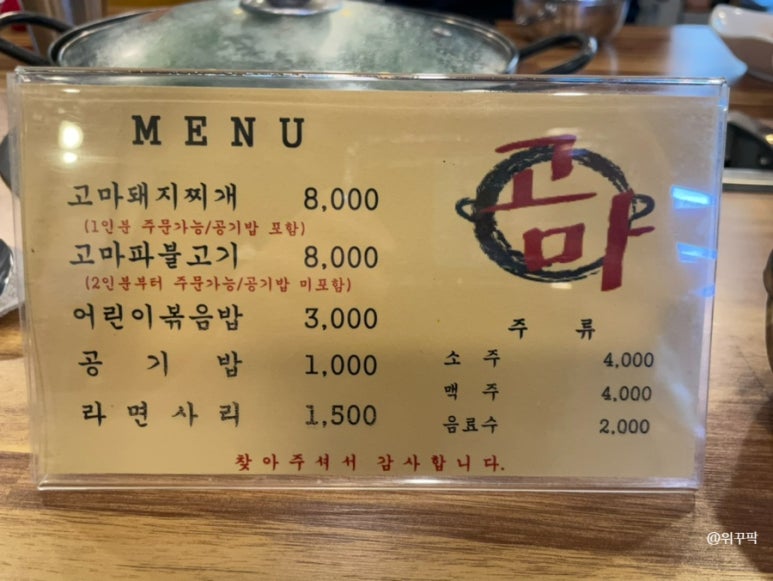 MENU
고마돼지찌개 8,000
(1인분 주문가능/공기밥 포함)
고마파불고기 8,000
(2인분부터 주문가능/공기밥 미포함)
어린이볶음밥 3,000
공기밥 1,000
라면사리 1,500
고마
주류
소주 4,000
맥주 4,000
음료수 2,000
찾아주셔서 감사합니다.
@위꾸팍